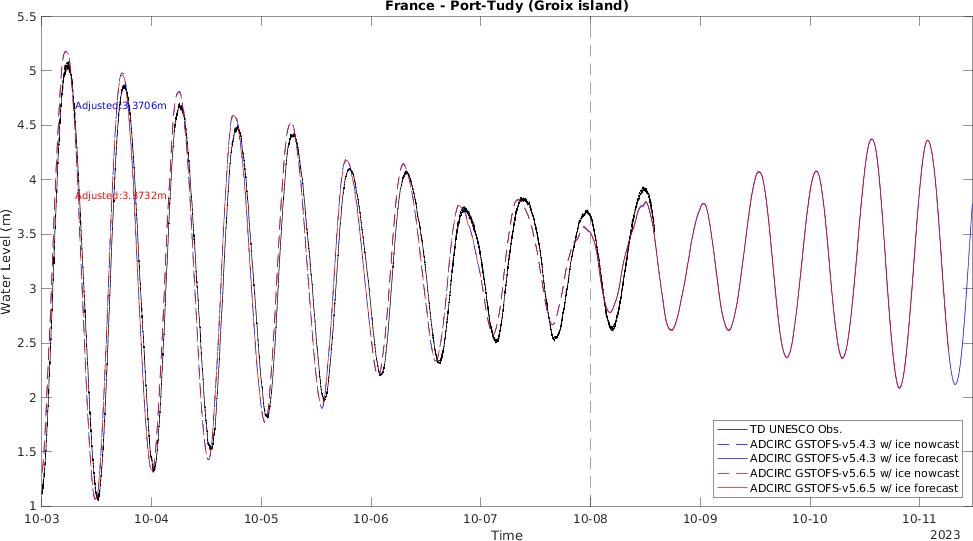 France - Port-Tudy (Groix island)
5.5
5
4.5
4
3.5
3
2.5
2
1.5
1
Water Level (m)
Adjusted:3.3706m
Adjusted:3.3732m
TD UNESCO Obs.
ADCIRC GSTOFS-v5.4.3 w/ ice nowcast
ADCIRC GSTOFS-v5.4.3 w/ ice forecast
ADCIRC GSTOFS-v5.6.5 w/ ice nowcast
ADCIRC GSTOFS-v5.6.5 w/ ice forecast
10-03 10-04 10-05 10-06 10-07 10-08 10-09 10-10 10-11
Time
2023